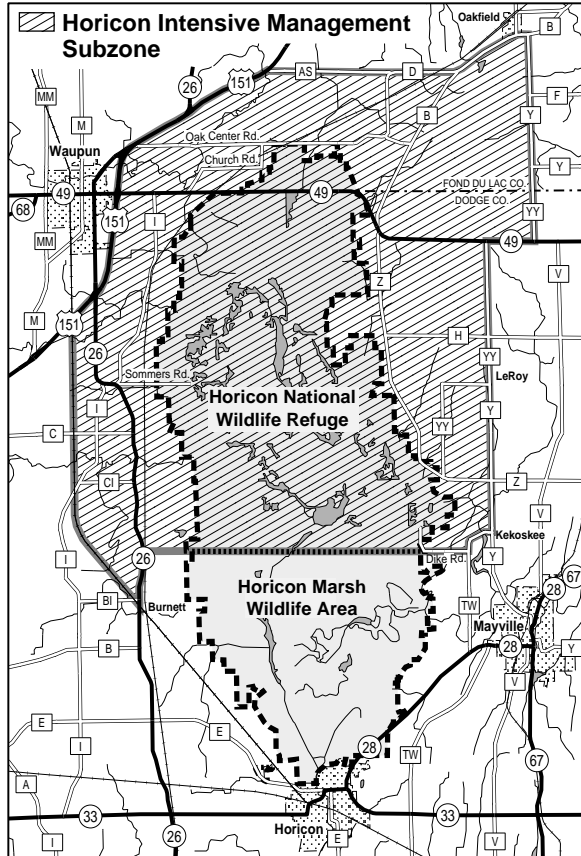 Horicon Intensive Management
Subzone
Oakfield
B
26
151
AS
D
MM
M
B
F
Y
Oak Center Rd.
Church Rd.
Waupun
Y
49
49
FOND DU LAC CO.
DODGE CO.
68
151
I
YY
MM
49
Z
V
M
151
26
H
YY
Sommers Rd.
LeRoy
I
Horicon National
Wildlife Refuge
Y
C
YY
CI
Z
V
I
26
Dike Rd.
Kekoskee
Y
Horicon Marsh
Wildlife Area
28
67
BI
Burnett
TW
Mayville
28
B
Y
V
E
E
I
28
TW
67
A
33
33
Horicon
I
26
E
V